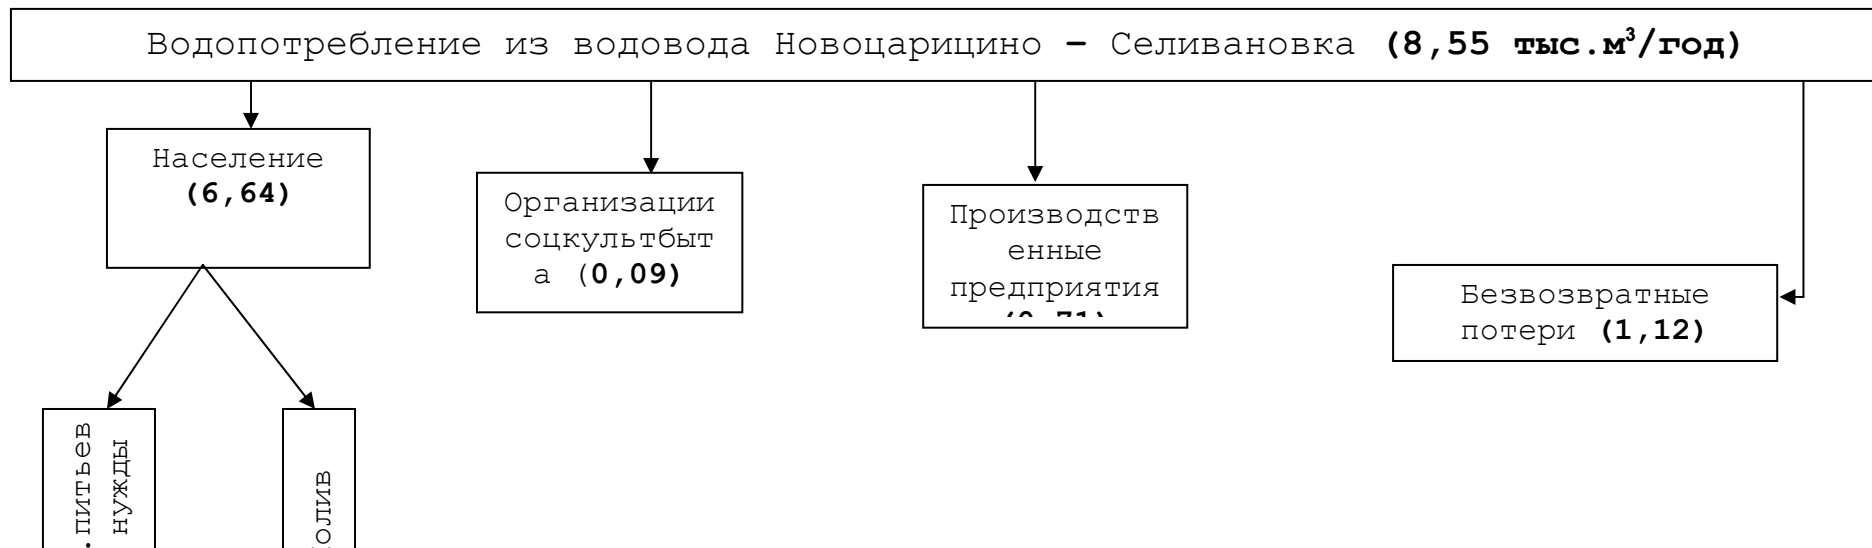 Водопотребление из водовода Новоцарицино – Селивановка (8,55 тыс.м³/год)
Население
(6,64)
Организации
соцкультбыт
а (0,09)
Производств
енные
предприятия
Безвозвратные
потери (1,12)
.питьев
нужды